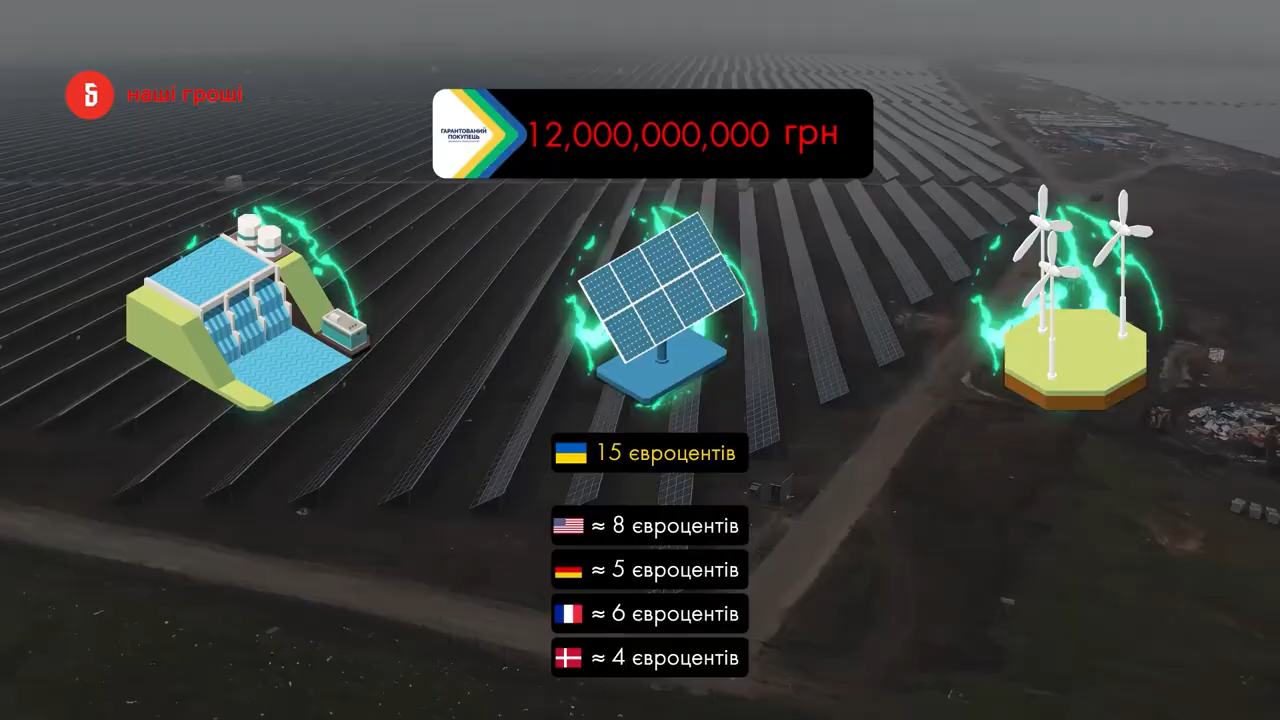 Б наші гроші
ГАРАНТОВАНИЙ
ПОКУПЕЦЬ
12,000,000,000 грн
15 євроцентів
≈ 8 євроцентів
≈ 5 євроцентів
≈ 6 євроцентів
≈ 4 євроцентів